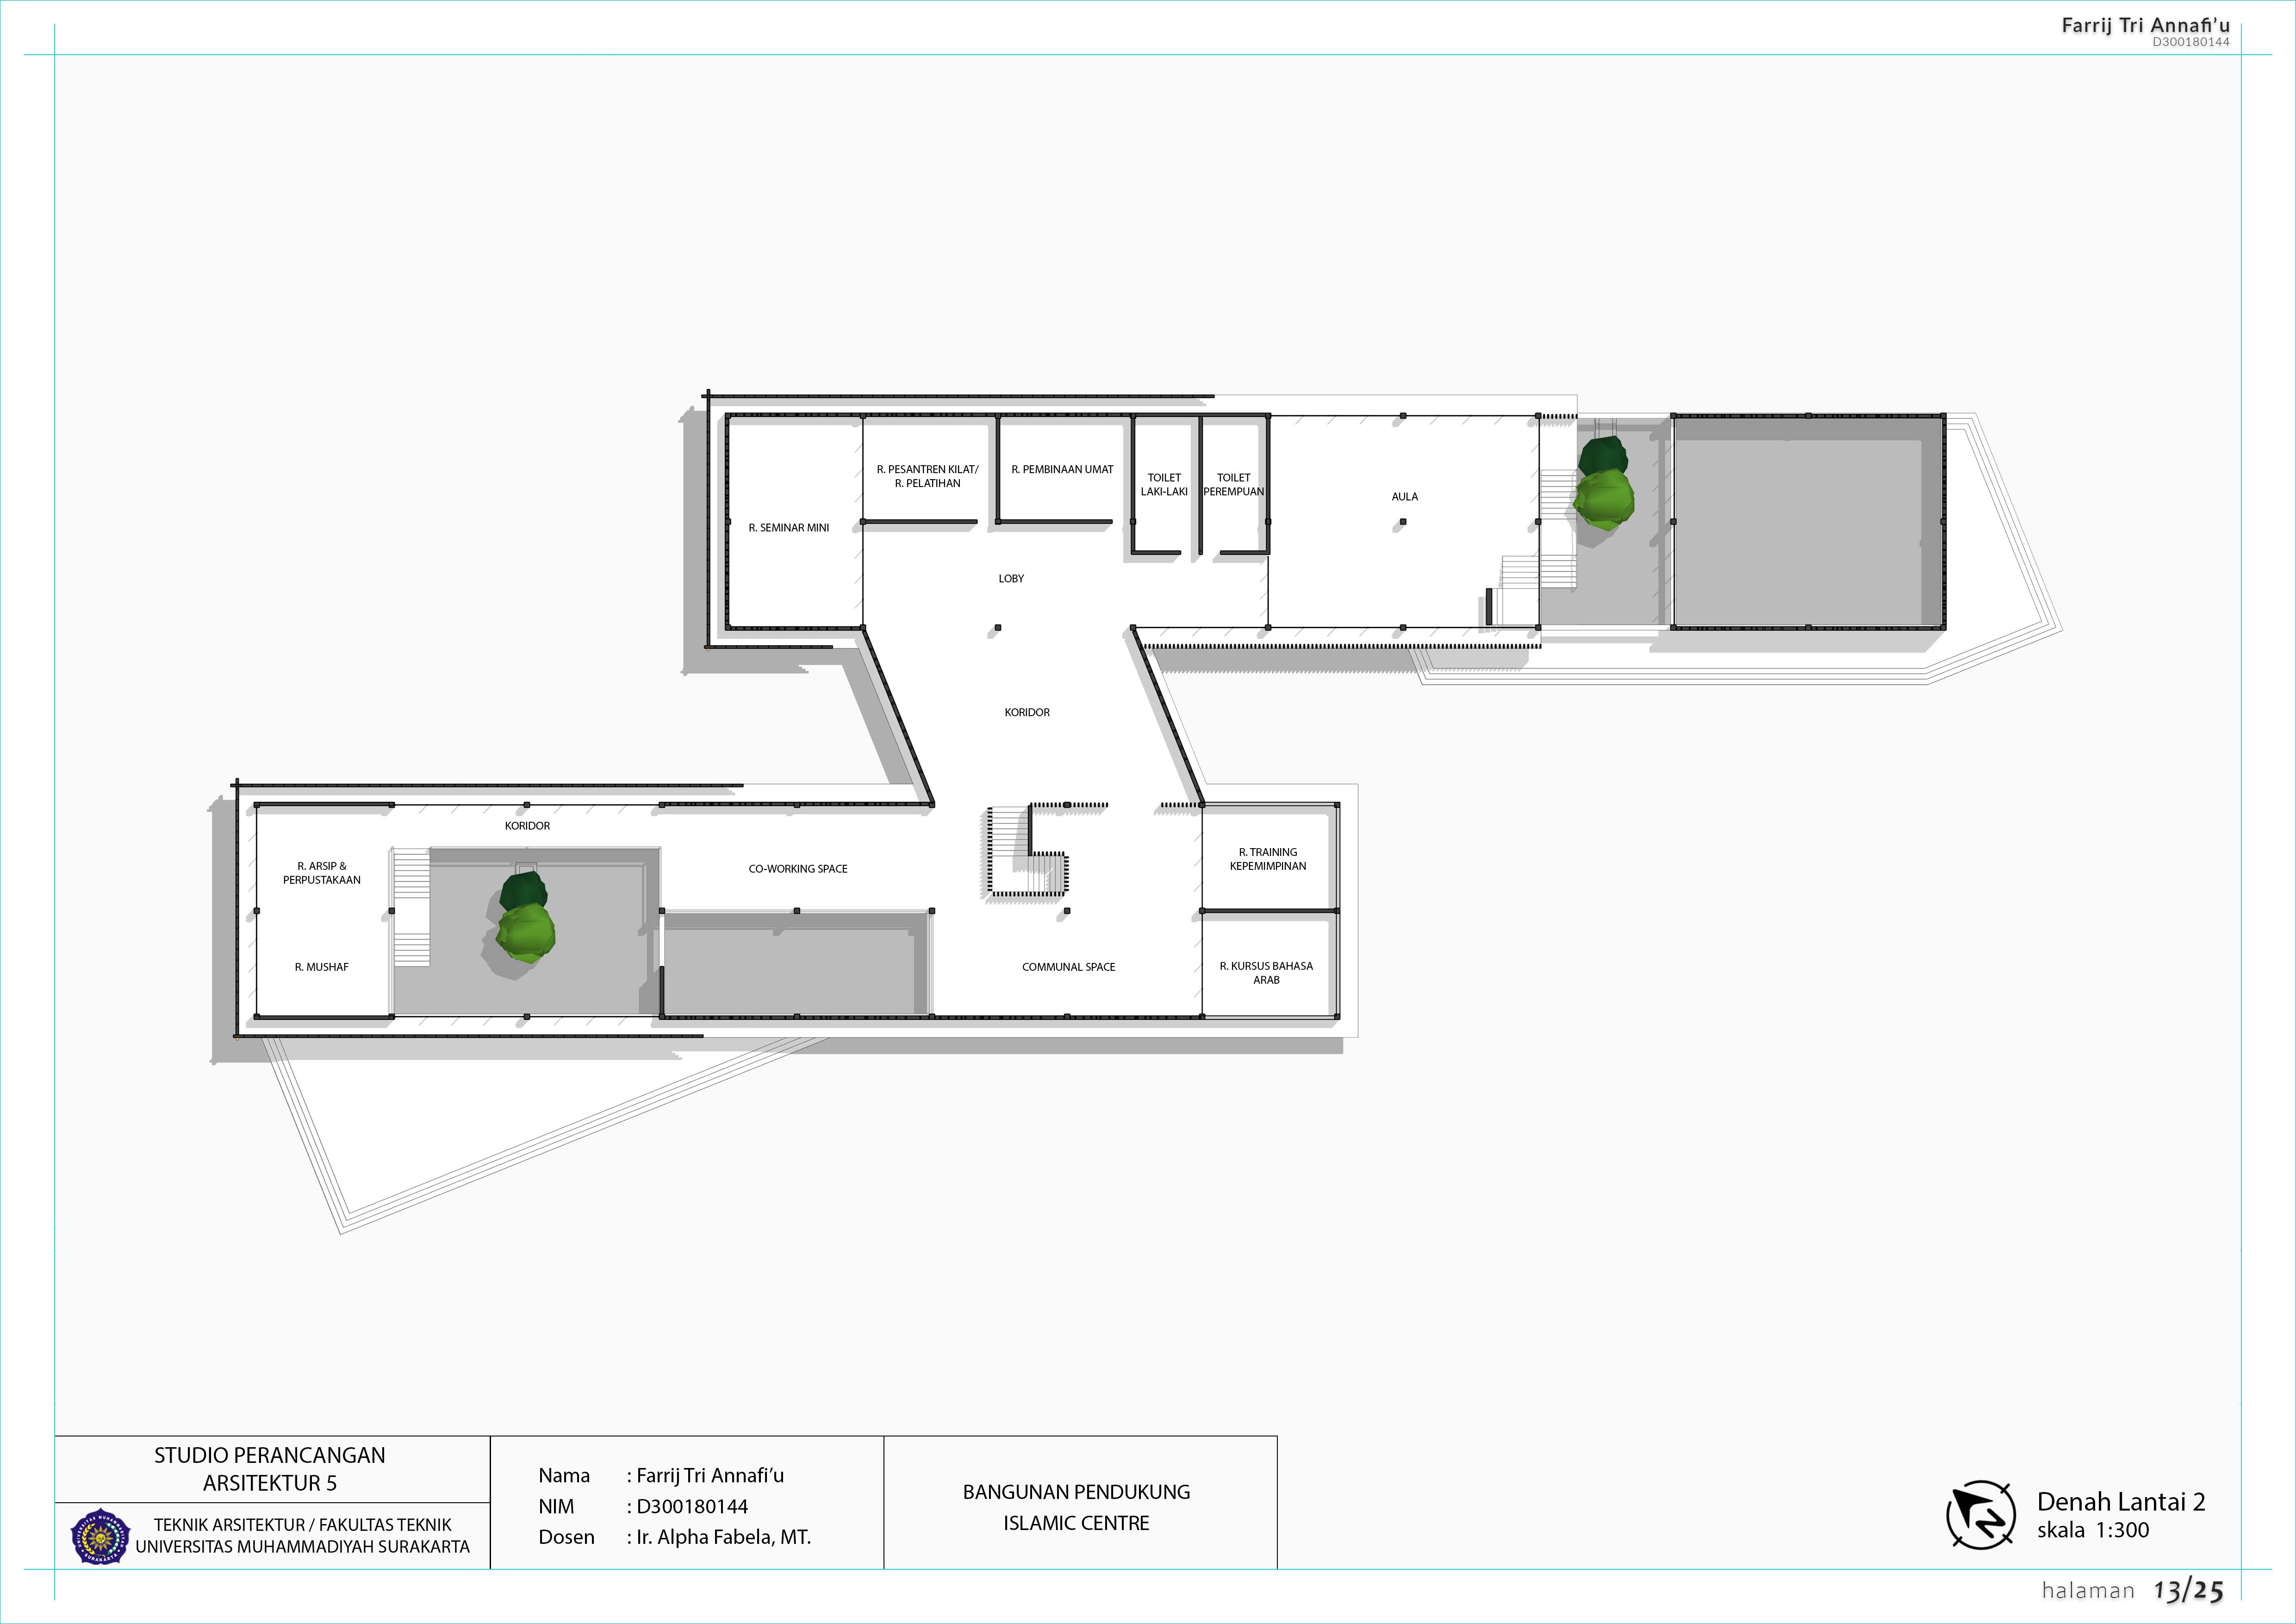 Farrij Tri Annafi’u
D300180144
R. PESANTREN KILAT/
R. PELATIHAN
R. PEMBINAAN UMAT
TOILET
LAKI-LAKI
TOILET
PEREMPUAN
AULA
R. SEMINAR MINI
LOBY
KORIDOR
KORIDOR
R. ARSIP &
PERPUSTAKAAN
CO-WORKING SPACE
R. TRAINING
KEPEMIMPINAN
R. MUSHAF
COMMUNAL SPACE
R. KURSUS BAHASA
ARAB
STUDIO PERANCANGAN
ARSITEKTUR 5
TEKNIK ARSITEKTUR / FAKULTAS TEKNIK
UNIVERSITAS MUHAMMADIYAH SURAKARTA
Nama : Farrij Tri Annafi’u
NIM : D300180144
Dosen : Ir. Alpha Fabela, MT.
BANGUNAN PENDUKUNG
ISLAMIC CENTRE
Denah Lantai 2
skala 1:300
halaman 13/25